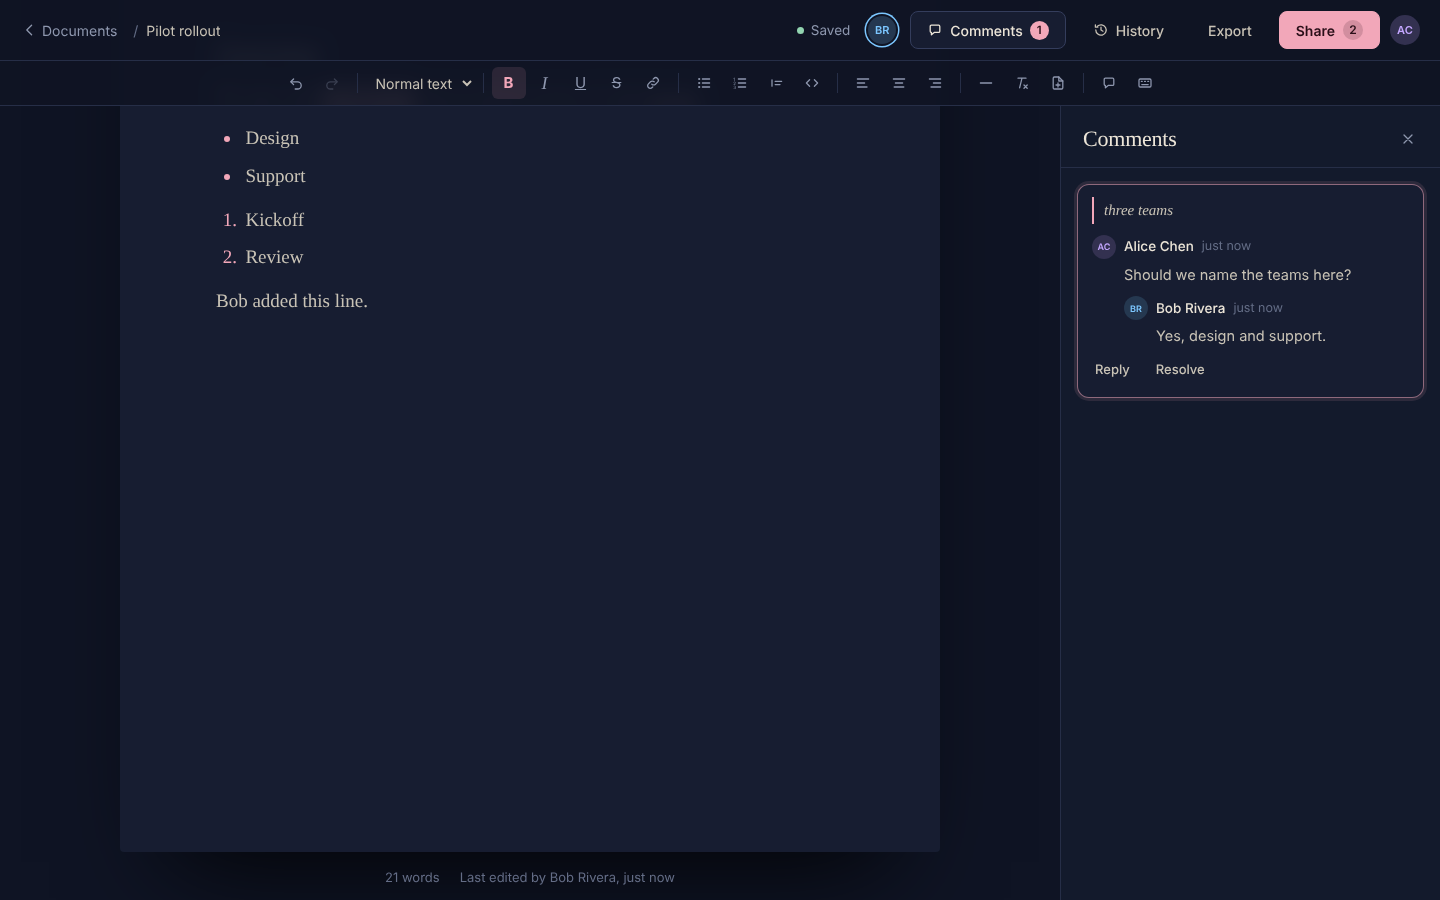 Documents / Pilot rollout
Saved
BR
Comments 1
History
Export
Share 2
AC
Normal text
B I U S
Design
Support
1. Kickoff
2. Review
Bob added this line.
21 words
Last edited by Bob Rivera, just now
Comments
three teams
AC Alice Chen just now
Should we name the teams here?
BR Bob Rivera just now
Yes, design and support.
Reply Resolve